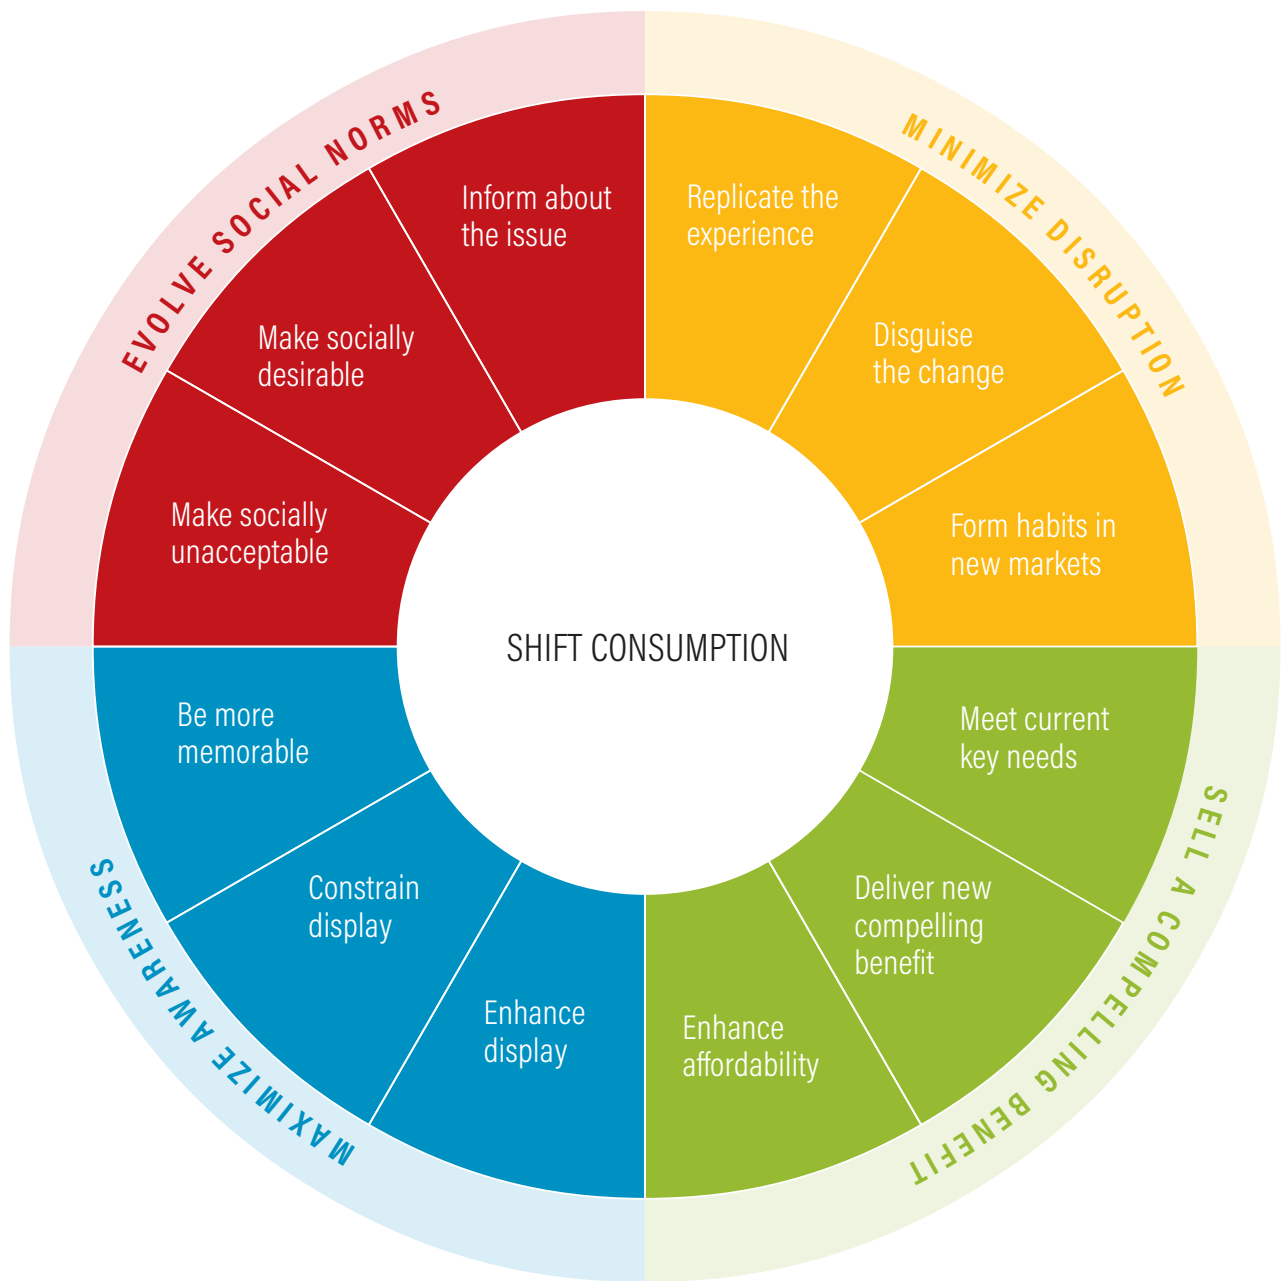 MINIMIZE DISRUPTION
Replicate the
experience
Disguise
the change
Form habits in
new markets
SELL A COMPELLING BENEFIT
Meet current
key needs
Deliver new
compelling
benefit
Enhance
affordability
MAXIMIZE AWARENESS
Enhance
display
Constrain
display
Be more
memorable
EVOLVE SOCIAL NORMS
Make socially
unacceptable
Make socially
desirable
Inform about
the issue
SHIFT CONSUMPTION